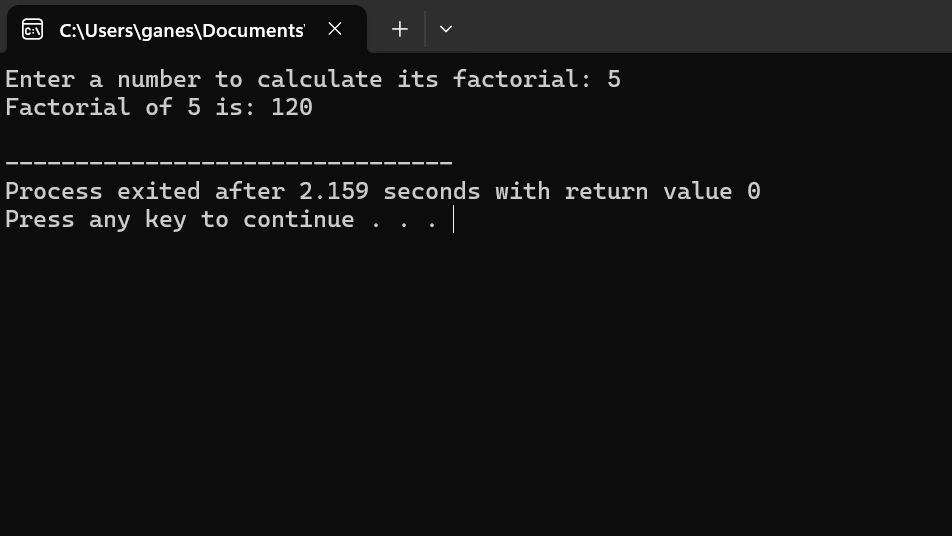 C:\Users\ganes\Documents'
Enter a number to calculate its factorial: 5
Factorial of 5 is: 120
--------------------------------
Process exited after 2.159 seconds with return value 0
Press any key to continue . . .